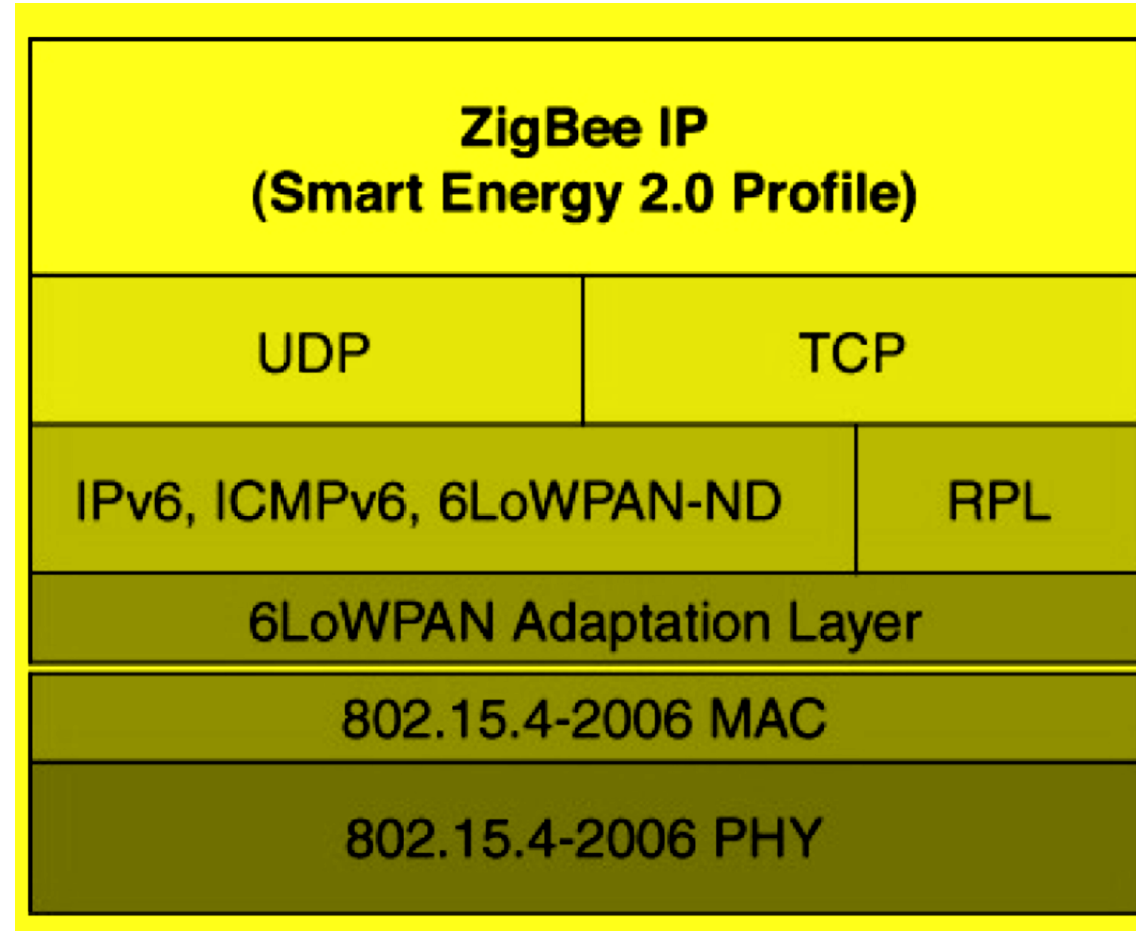 ZigBee IP
(Smart Energy 2.0 Profile)
UDP
TCP
IPv6, ICMPv6, 6LoWPAN-ND
RPL
6LoWPAN Adaptation Layer
802.15.4-2006 MAC
802.15.4-2006 PHY